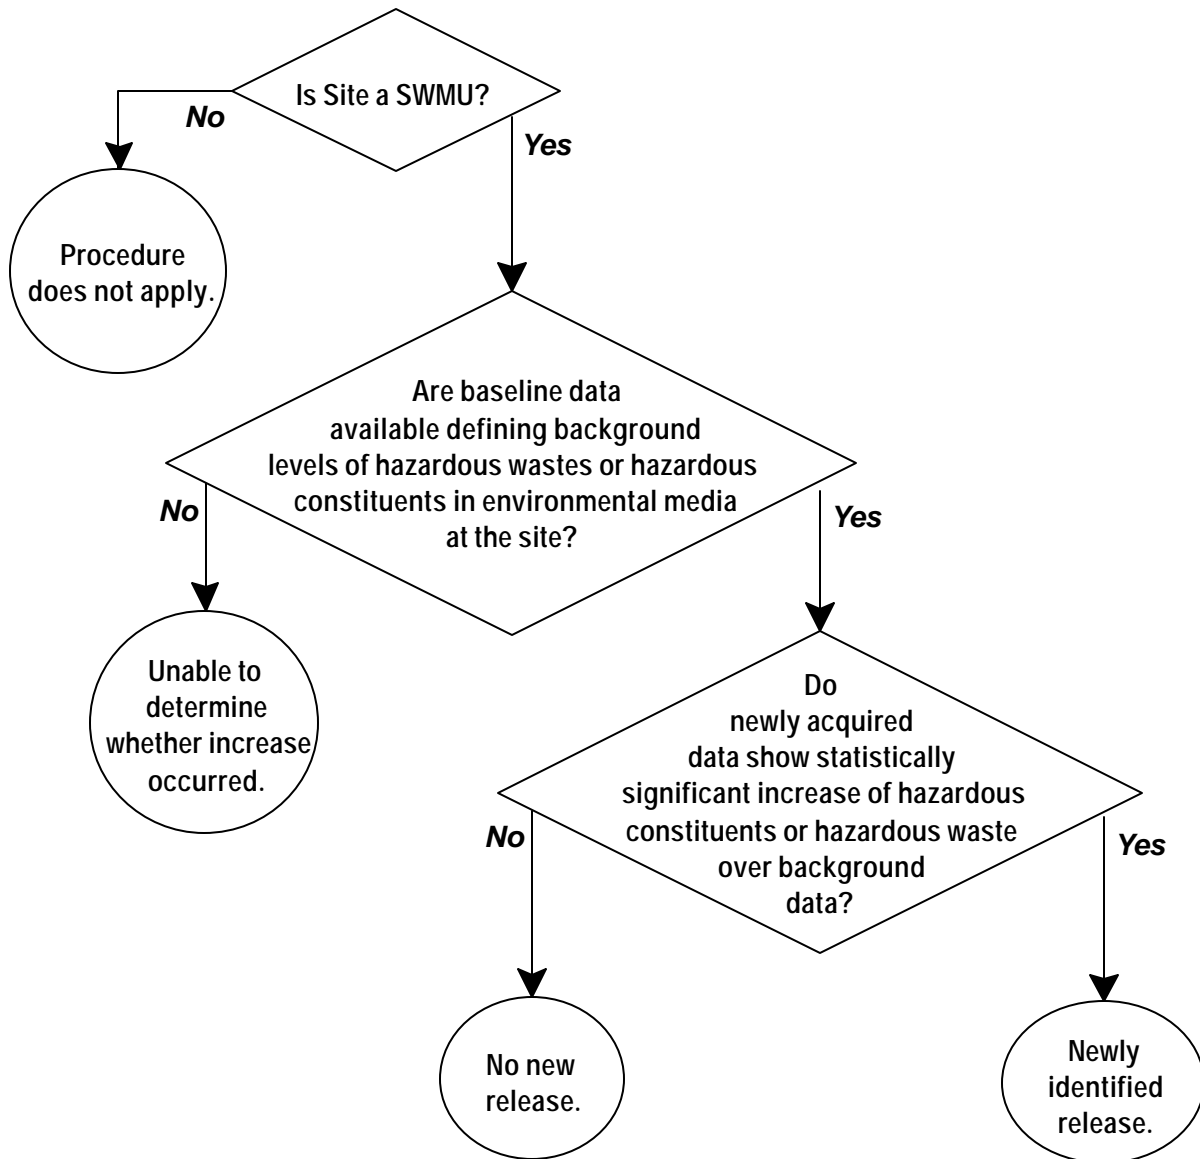 Is Site a SWMU?
No
Yes
Procedure
does not apply.
Are baseline data
available defining background
levels of hazardous wastes or hazardous
constituents in environmental media
at the site?
No
Yes
Unable to
determine
whether increase
occurred.
Do
newly acquired
data show statistically
significant increase of hazardous
constituents or hazardous waste
over background
data?
No
Yes
No new
release.
Newly
identified
release.